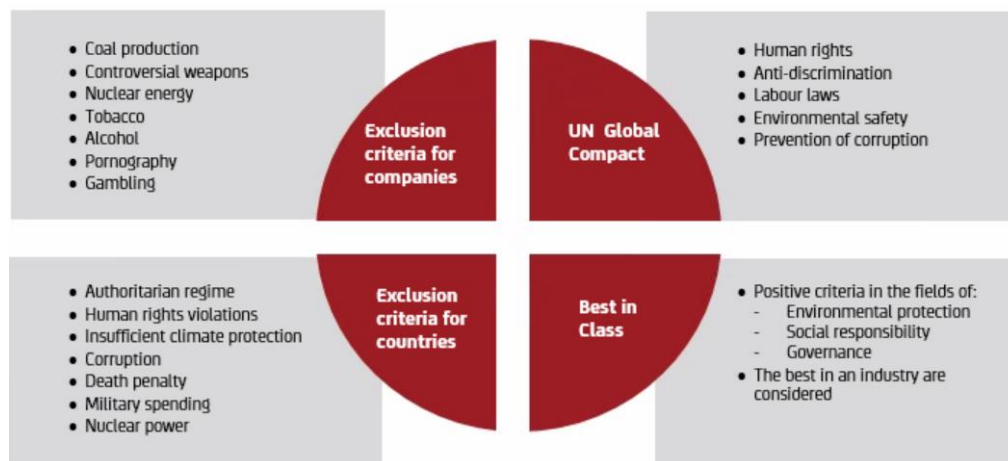 ● Coal production
● Controversial weapons
● Nuclear energy
● Tobacco
● Alcohol
● Pornography
● Gambling
Exclusion
criteria for
companies
UN Global
Compact
● Human rights
● Anti-discrimination
● Labour laws
● Environmental safety
● Prevention of corruption
● Authoritarian regime
● Human rights violations
● Insufficient climate protection
● Corruption
● Death penalty
● Military spending
● Nuclear power
Exclusion
criteria for
countries
Best in
Class
● Positive criteria in the fields of:
- Environmental protection
- Social responsibility
- Governance
● The best in an industry are
considered